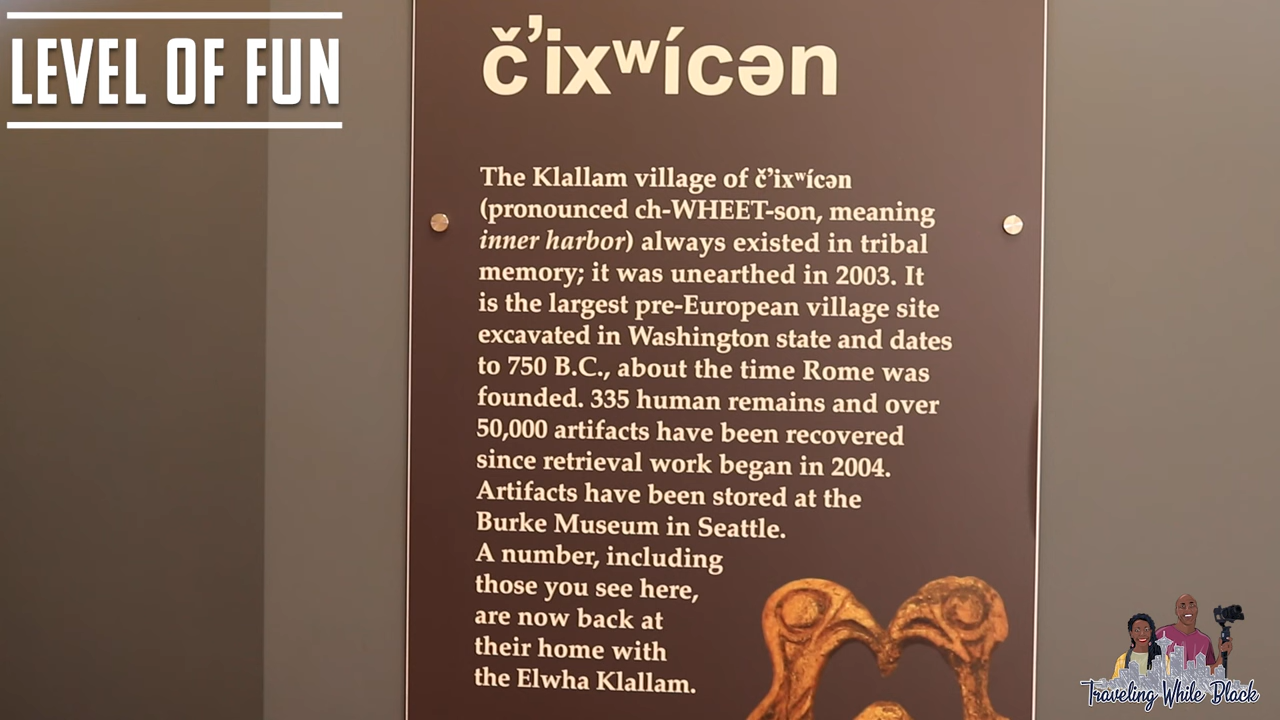 LEVEL OF FUN
č̓ixʷícən
The Klallam village of č’ixʷícən
(pronounced ch-WHEET-son, meaning
inner harbor) always existed in tribal
memory; it was unearthed in 2003. It
is the largest pre-European village site
excavated in Washington state and dates
to 750 B.C., about the time Rome was
founded. 335 human remains and over
50,000 artifacts have been recovered
since retrieval work began in 2004.
Artifacts have been stored at the
Burke Museum in Seattle.
A number, including
those you see here,
are now back at
their home with
the Elwha Klallam.
Traveling While Black